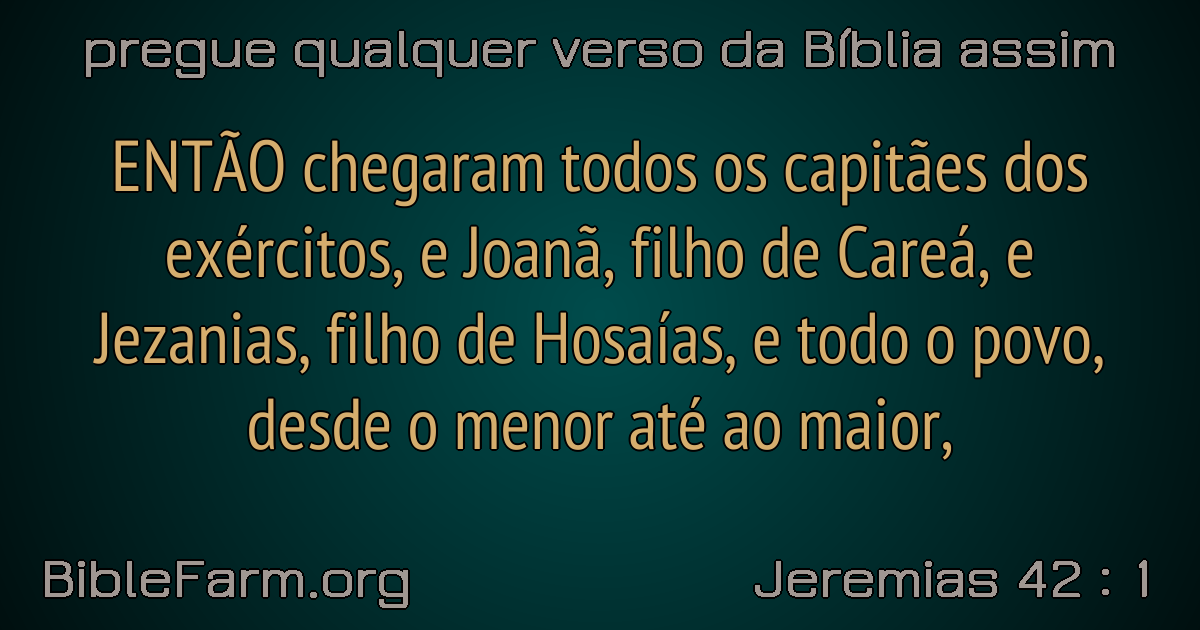 pregue qualquer verso da Bíblia assim
ENTÃO chegaram todos os capitães dos
exércitos, e Joanã, filho de Careá, e
Jezanias, filho de Hosaías, e todo o povo,
desde o menor até ao maior,
BibleFarm.org
Jeremias 42 : 1